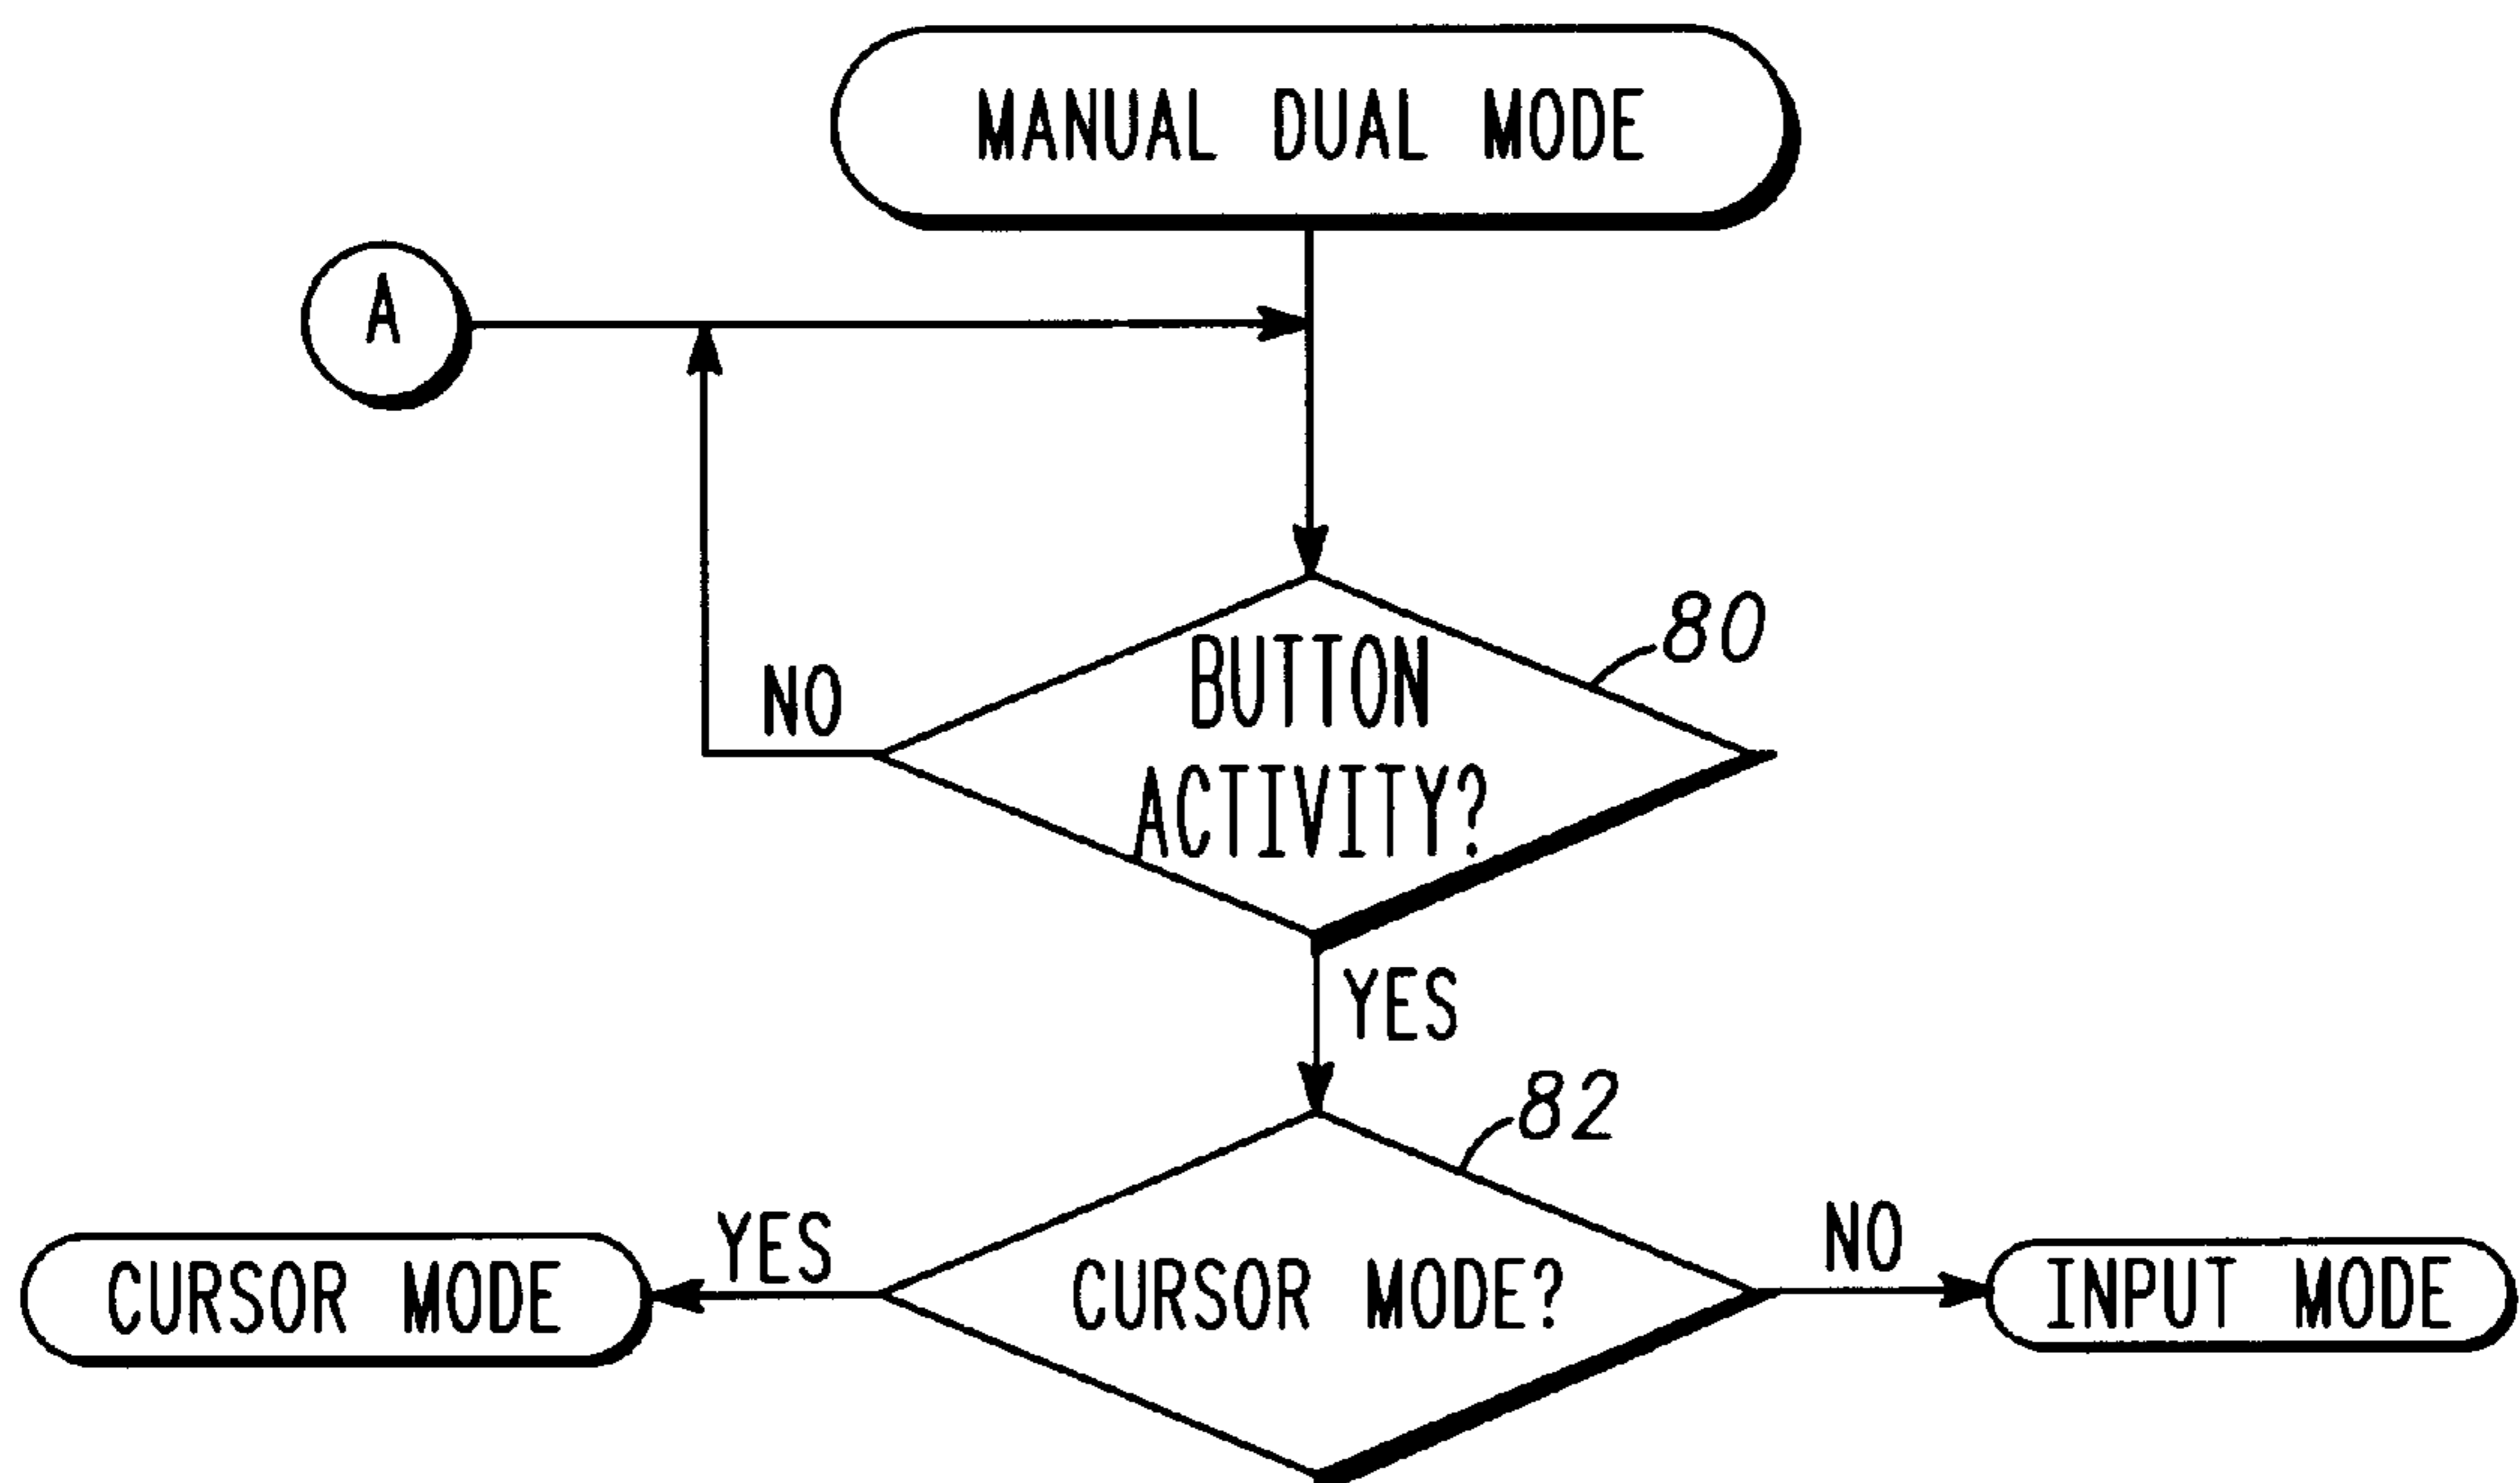 MANUAL DUAL MODE
A
80
BUTTON
ACTIVITY?
NO
YES
82
YES
NO
CURSOR MODE
CURSOR MODE?
INPUT MODE